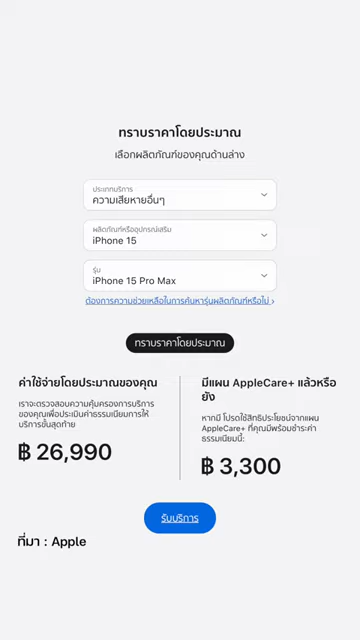 ทราบราคาโดยประมาณ
เลือกผลิตภัณฑ์ของคุณด้านล่าง
ประเภทบริการ
ความเสียหายอื่นๆ
ผลิตภัณฑ์หรืออุปกรณ์เสริม
iPhone 15
รุ่น
iPhone 15 Pro Max
ต้องการความช่วยเหลือในการค้นหารุ่นผลิตภัณฑ์หรือไม่ >
ทราบราคาโดยประมาณ
ค่าใช้จ่ายโดยประมาณของคุณ
เราจะตรวจสอบความคุ้มครองการบริการ
ของคุณเพื่อประเมินค่าธรรมเนียมการให้
บริการขั้นสุดท้าย
฿ 26,990
มีแผน AppleCare+ แล้วหรือ
ยัง
หากมี โปรดใช้สิทธิประโยชน์จากแผน
AppleCare+ ที่คุณมีพร้อมชำระค่า
ธรรมเนียมนี้:
฿ 3,300
รับบริการ
ที่มา : Apple